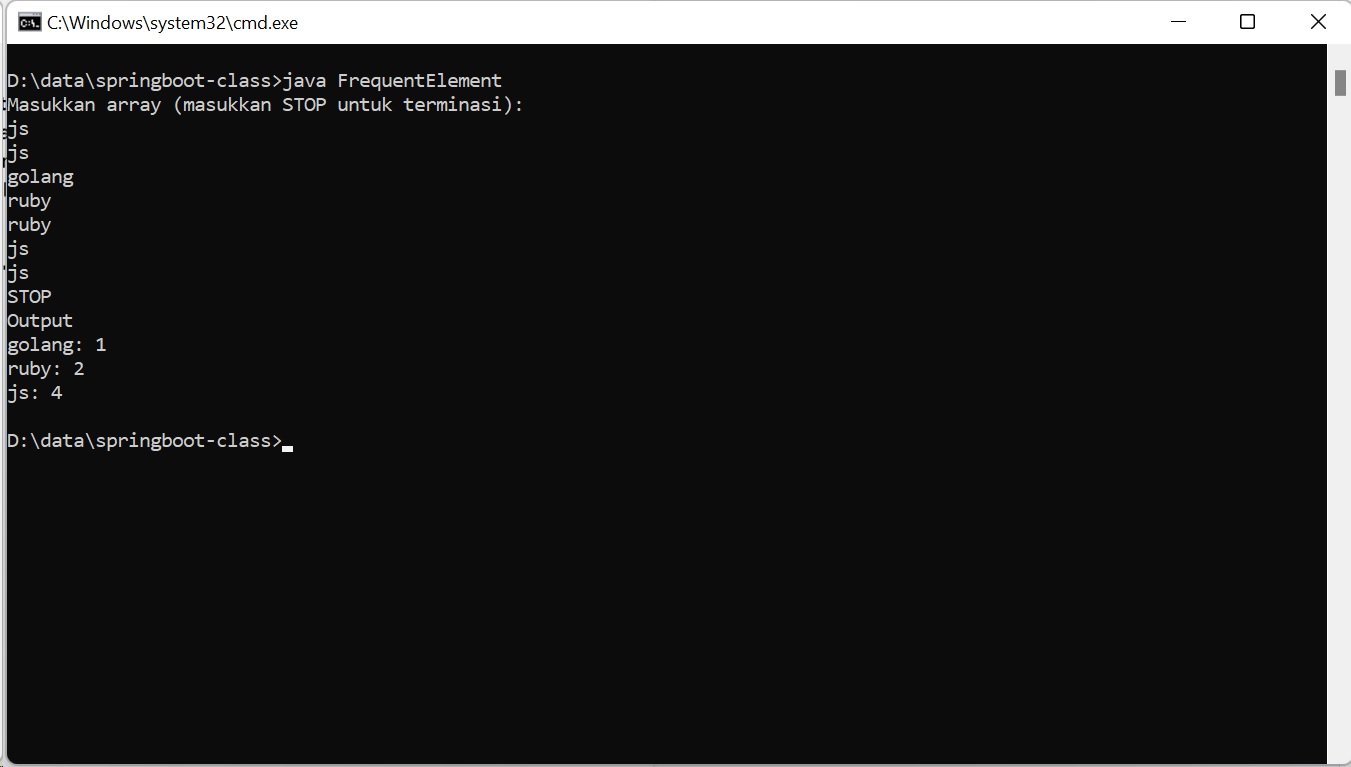 C:\Windows\system32\cmd.exe
D:\data\springboot-class>java FrequentElement
Masukkan array (masukkan STOP untuk terminasi):
js
js
golang
ruby
ruby
js
js
STOP
Output
golang: 1
ruby: 2
js: 4
D:\data\springboot-class>